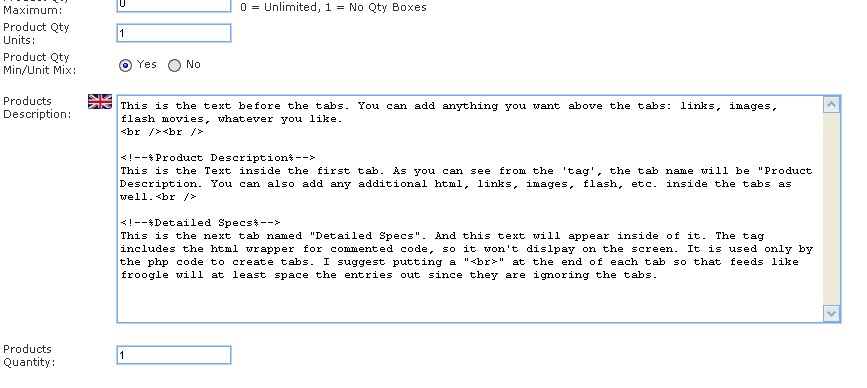 Maximum:
0
0 = Unlimited, 1 = No Qty Boxes
Product Qty
Units:
1
Product Qty
Min/Unit Mix:
Yes No
Products
Description:
This is the text before the tabs. You can add anything you want above the tabs: links, images,
flash movies, whatever you like.
<br /><br />
<!--%Product Description%-->
This is the Text inside the first tab. As you can see from the 'tag', the tab name will be "Product
Description. You can also add any additional html, links, images, flash, etc. inside the tabs as
well.<br />
<!--%Detailed Specs%-->
This is the next tab named "Detailed Specs". And this text will appear inside of it. The tag
includes the html wrapper for commented code, so it won't dislpay on the screen. It is used only by
the php code to create tabs. I suggest putting a "<br>" at the end of each tab so that feeds like
froogle will at least space the entries out since they are ignoring the tabs.
Products
Quantity:
1